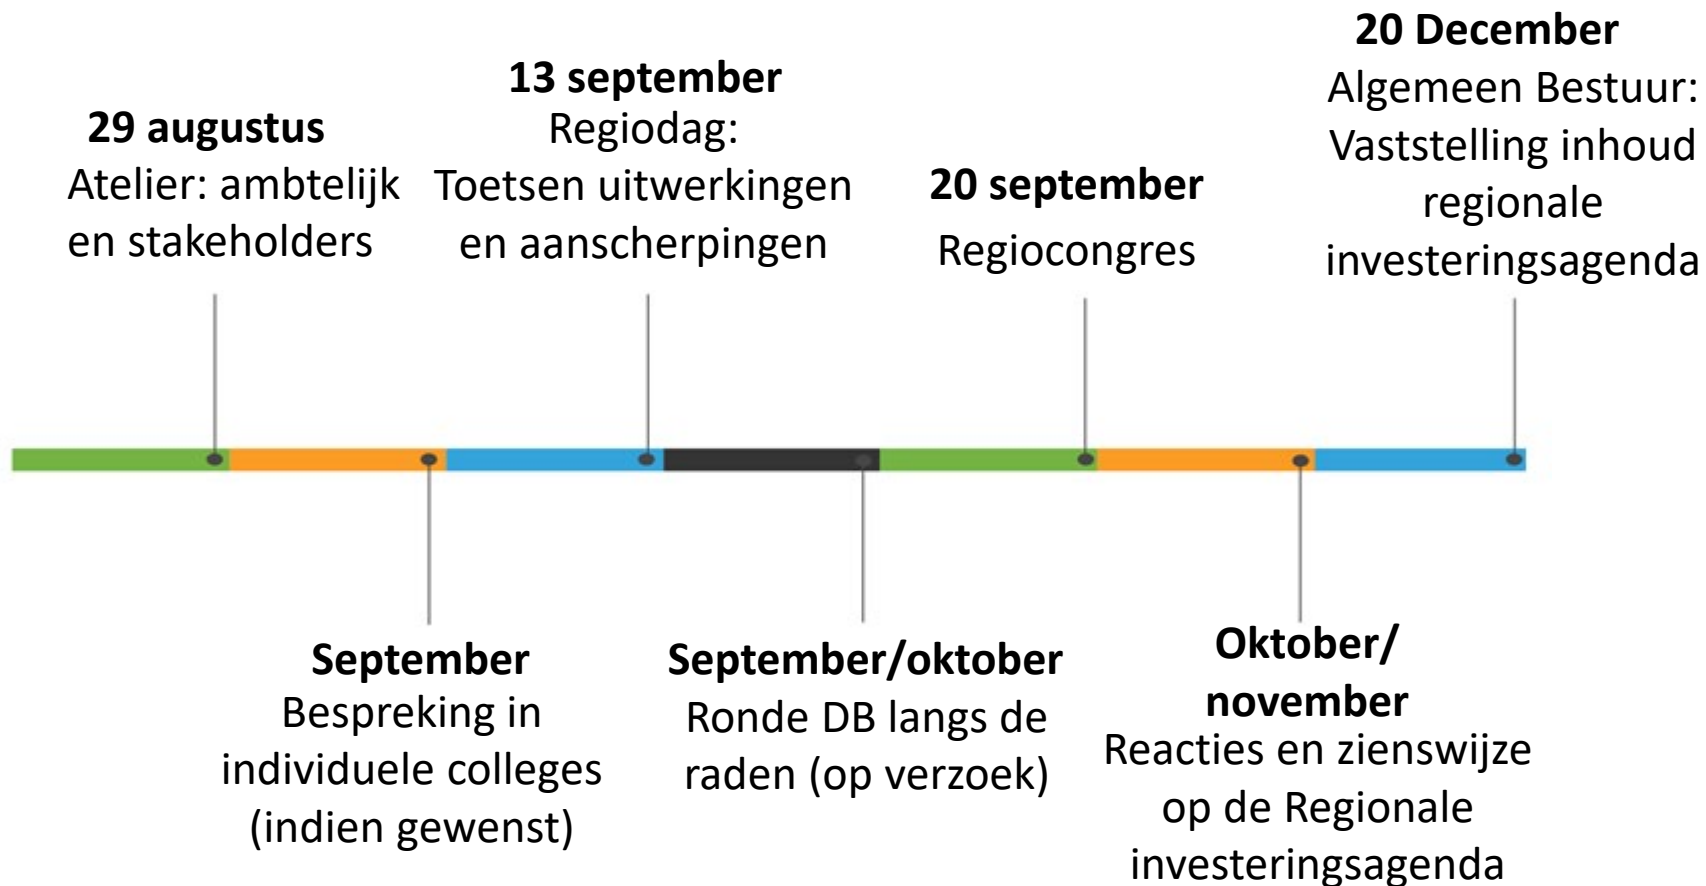 29 augustus
Atelier: ambtelijk
en stakeholders
13 september
Regiodag:
Toetsen uitwerkingen
en aanscherpingen
20 september
Regiocongres
20 December
Algemeen Bestuur:
Vaststelling inhoud
regionale
investeringsagenda
September
Bespreking in
individuele colleges
(indien gewenst)
September/oktober
Ronde DB langs de
raden (op verzoek)
Oktober/
november
Reacties en zienswijze
op de Regionale
investeringsagenda